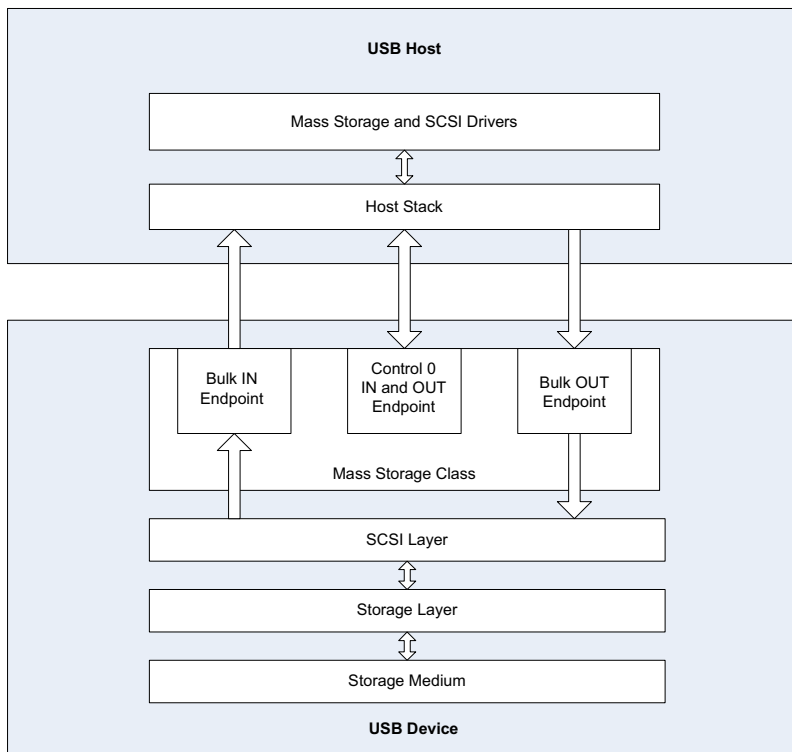 USB Host
Mass Storage and SCSI Drivers
Host Stack
Bulk IN
Endpoint
Control 0
IN and OUT
Endpoint
Bulk OUT
Endpoint
Mass Storage Class
SCSI Layer
Storage Layer
Storage Medium
USB Device